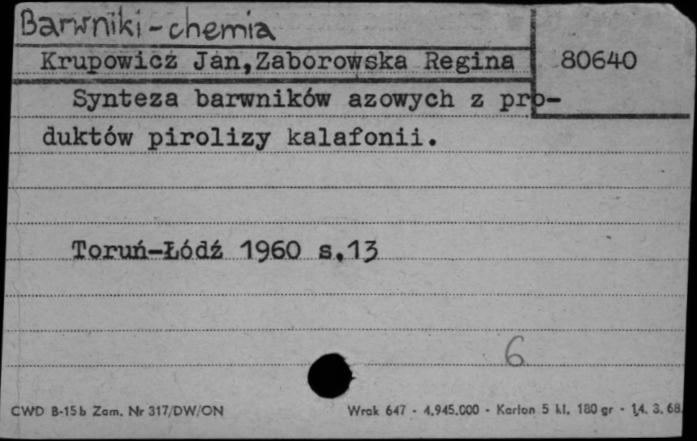 Barwniki-chemia
Krupowicz Jan,Zaborowska Regina 80640
Synteza barwników azowych z pro-
duktów pirolizy kalafonii.
Toruń-Łódź 1960 s.13
6
CWD B-15b Zam. Nr 317/DW/ON Wrak 647 - 4.945.000 - Karton 5 kl. 180 gr - 14. 3. 68